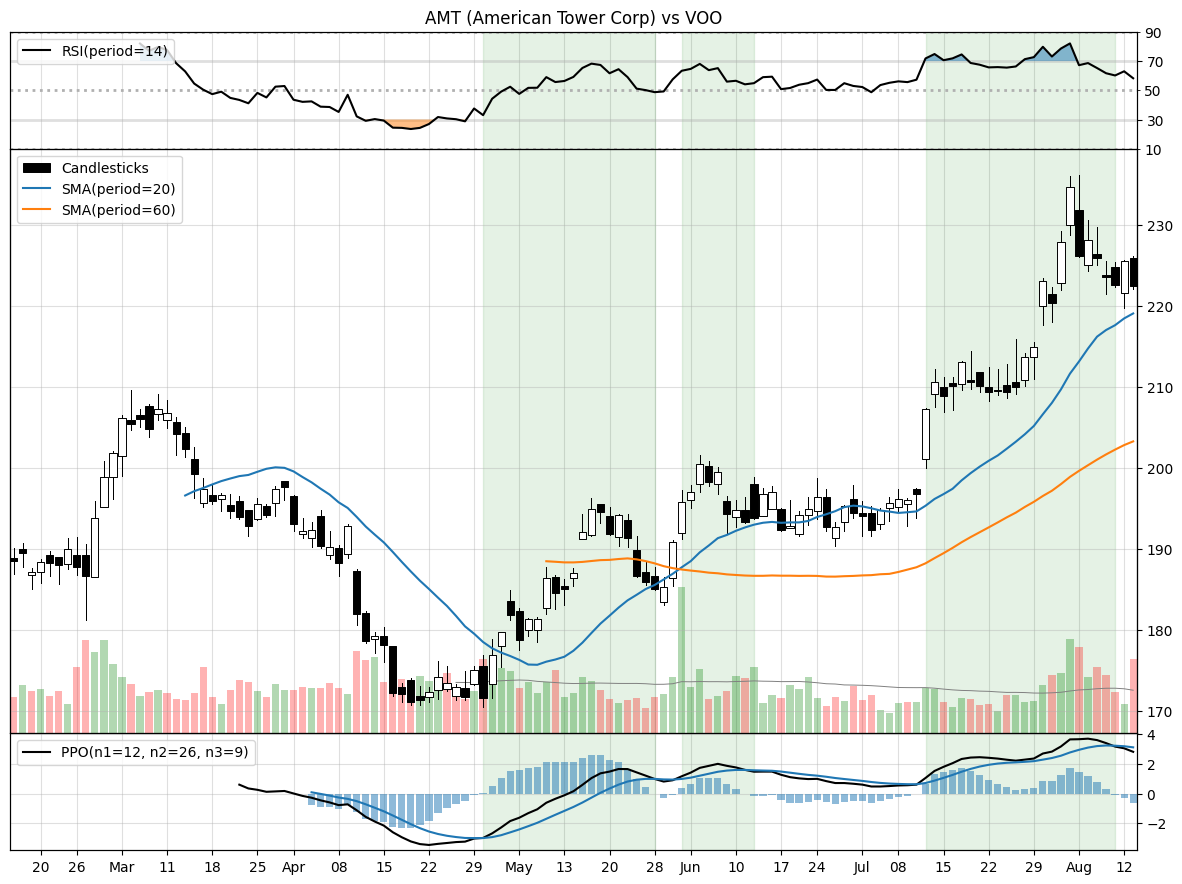 AMT (American Tower Corp) vs VOO
RSI(period=14)
90
70
50
30
10
Candlesticks
SMA(period=20)
SMA(period=60)
230
220
210
200
190
180
170
PPO(n1=12, n2=26, n3=9)
4
2
0
−2
20 26 Mar 11 18 25 Apr 08 15 22 29 May 13 20 28 Jun 10 17 24 Jul 08 15 22 29 Aug 12